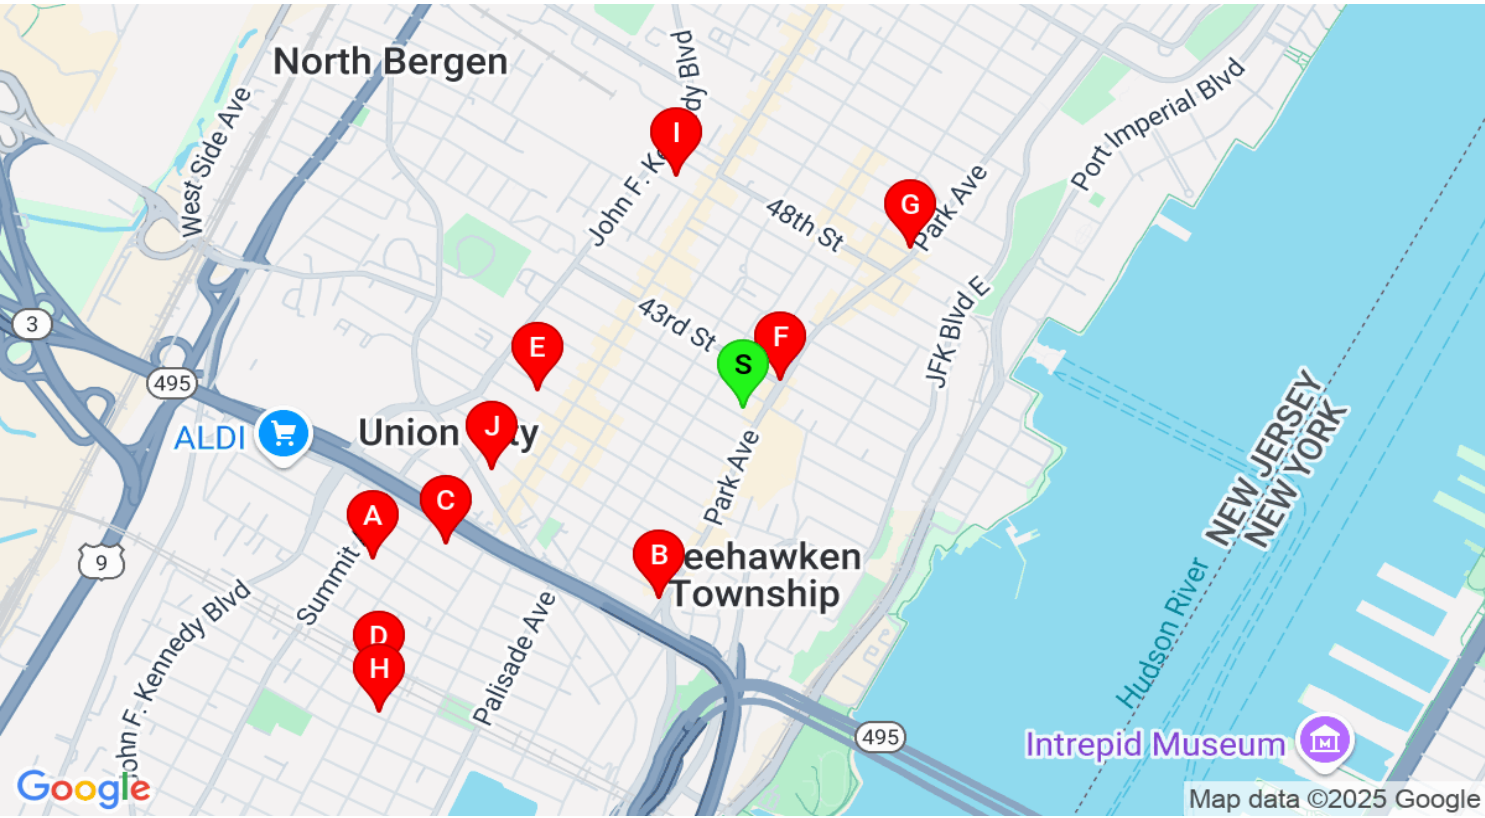 North Bergen
John F. Kennedy Blvd
I
West Side Ave
Port Imperial Blvd
48th St
G
Park Ave
3
43rd St
JFK Blvd E
E
F
S
495
ALDI
Union
ty
J
NEW JERSEY
NEW YORK
Park Ave
C
A
Summit
9
B
eehawken
Township
Hudson River
John F. Kennedy Blvd
D
H
Palisade Ave
495
Intrepid Museum
Google
Map data ©2025 Google